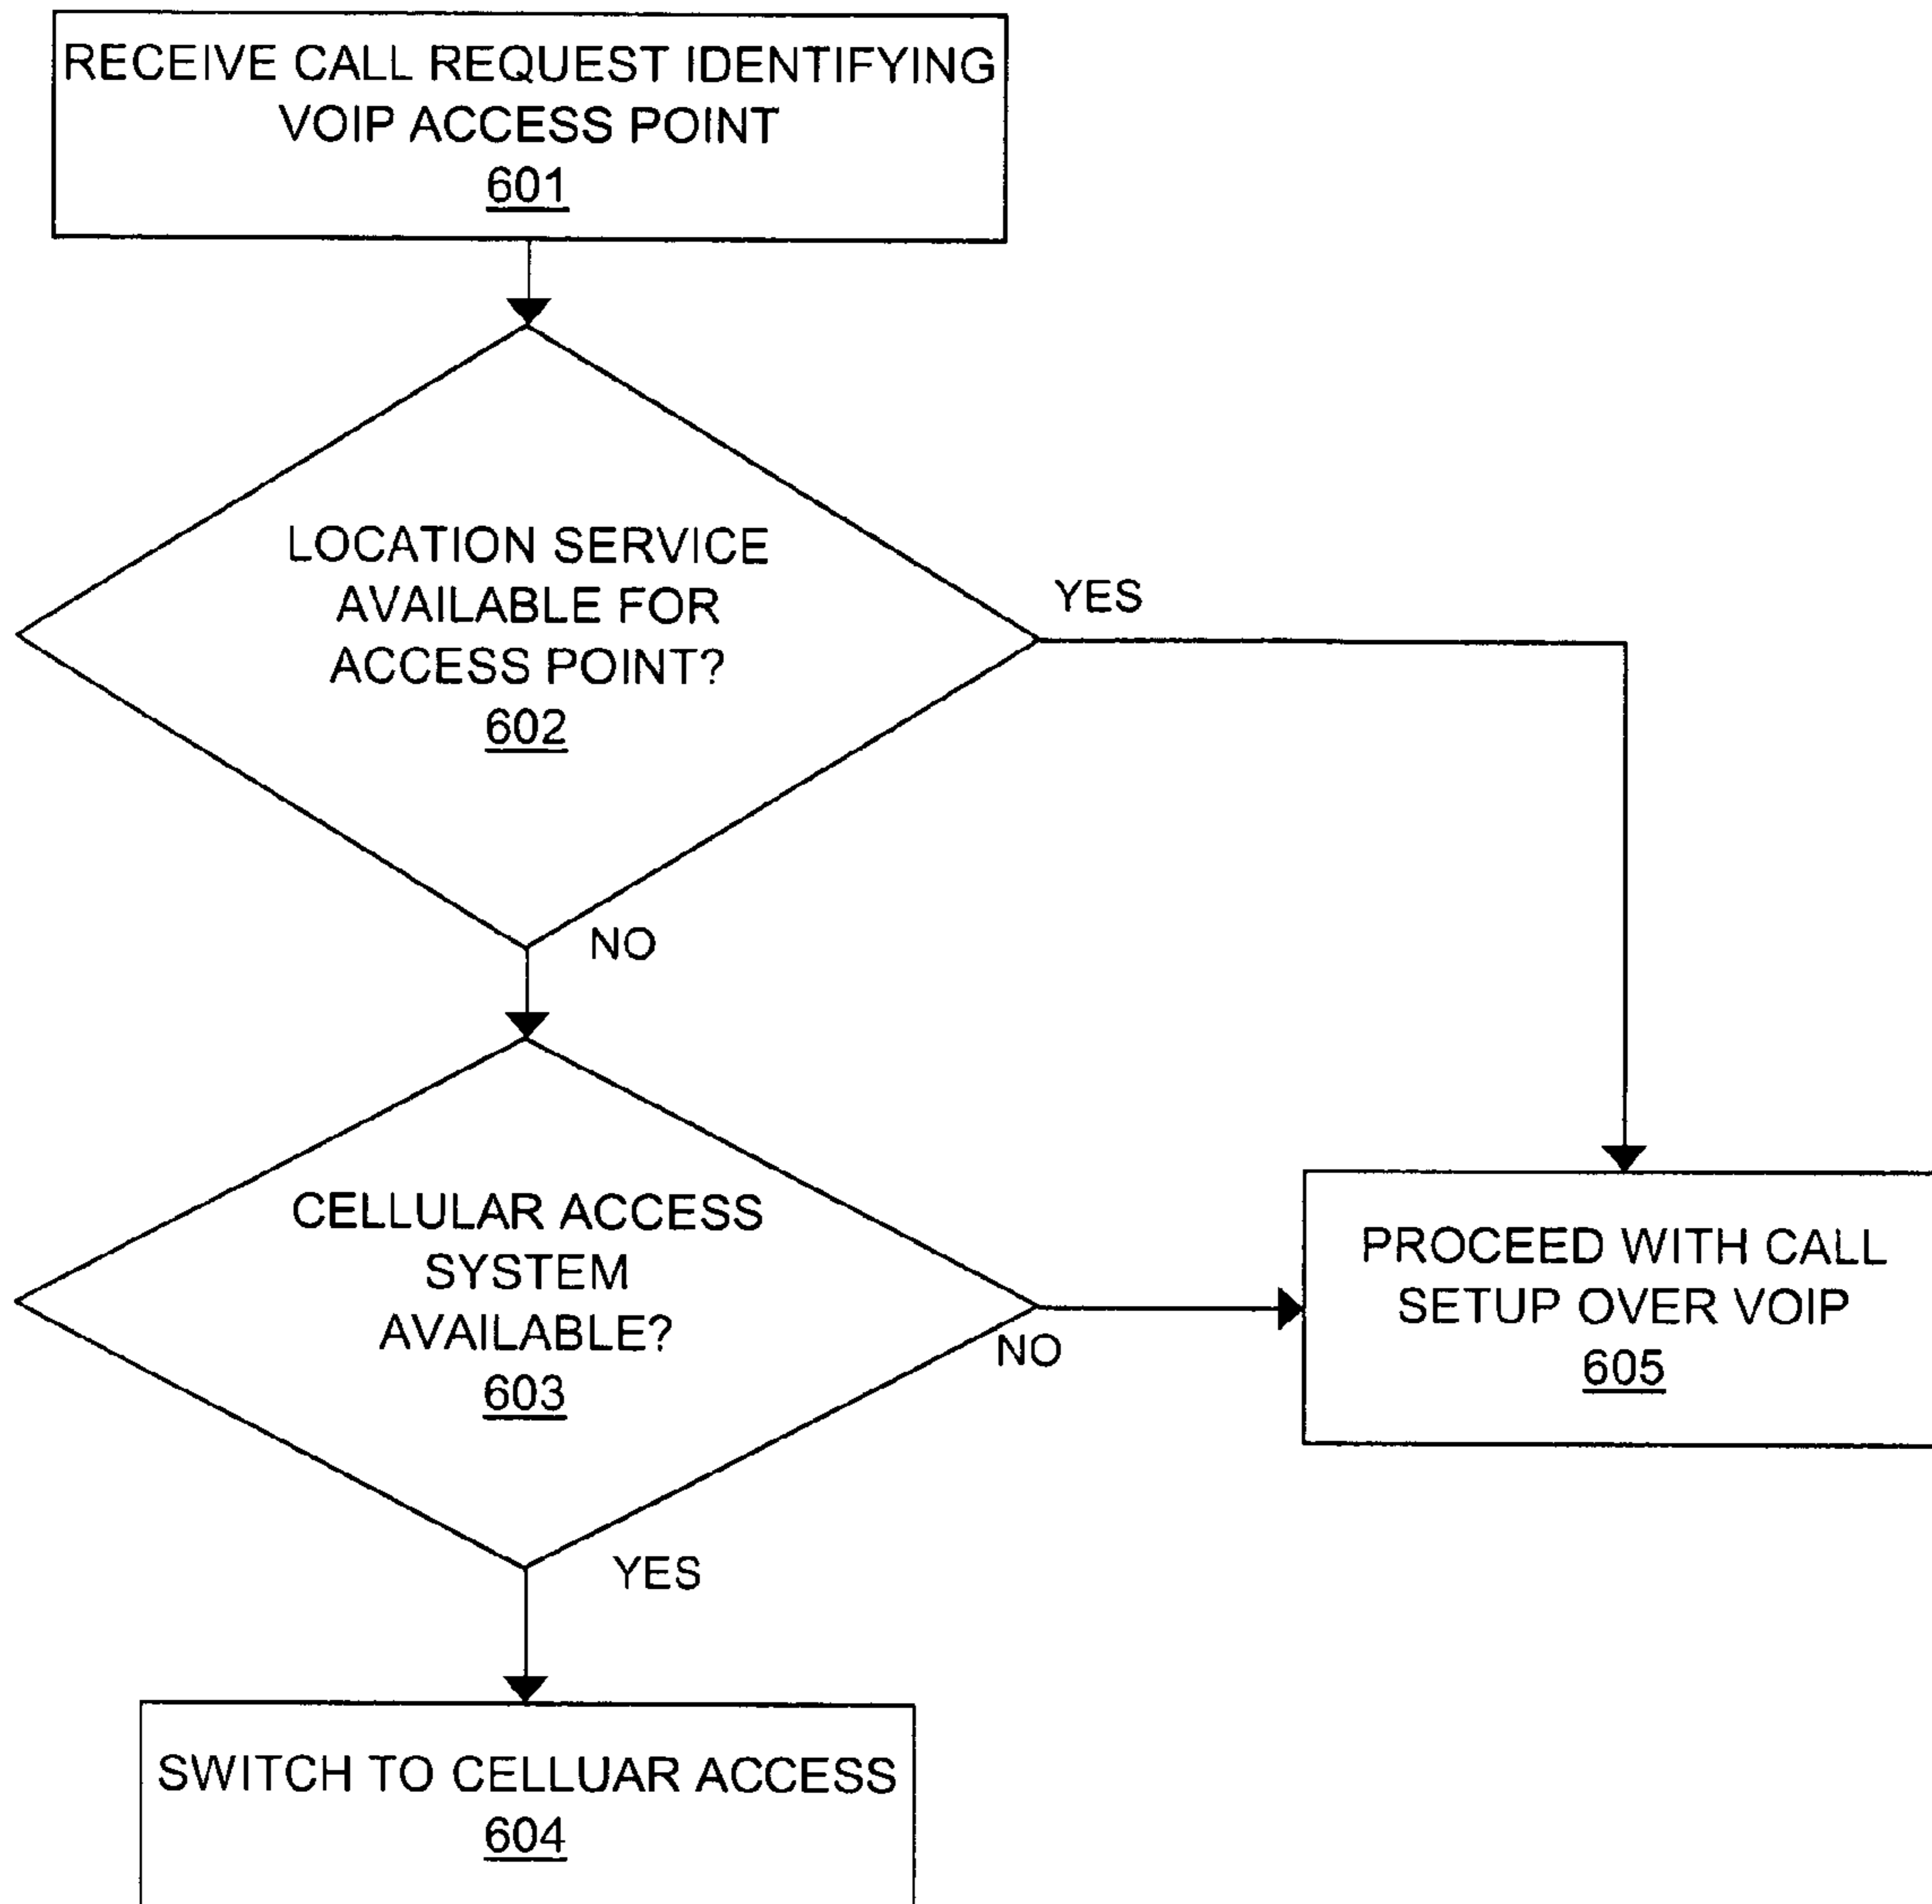 RECEIVE CALL REQUEST IDENTIFYING
VOIP ACCESS POINT
601
LOCATION SERVICE
AVAILABLE FOR
ACCESS POINT?
602
YES
NO
CELLULAR ACCESS
SYSTEM
AVAILABLE?
603
NO
YES
PROCEED WITH CALL
SETUP OVER VOIP
605
SWITCH TO CELLUAR ACCESS
604